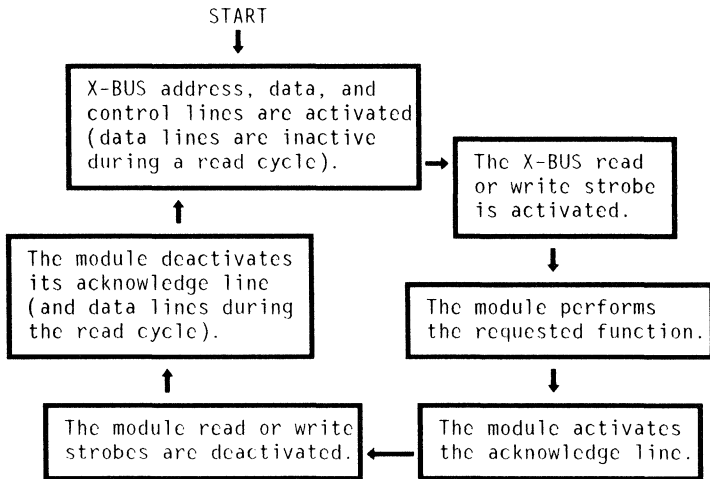 START
X-BUS address, data, and
control lines are activated
(data lines are inactive
during a read cycle).
The X-BUS read
or write strobe
is activated.
The module performs
the requested function.
The module activates
the acknowledge line.
The module read or write
strobes are deactivated.
The module deactivates
its acknowledge line
(and data lines during
the read cycle).